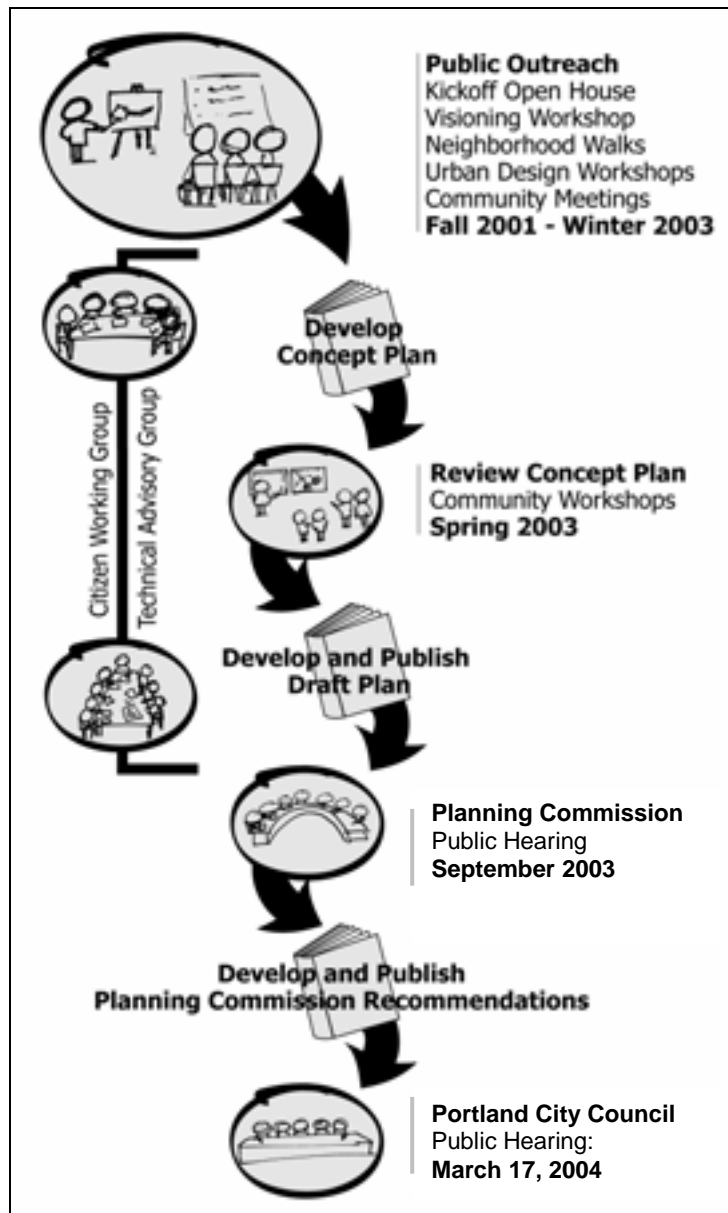 Public Outreach
Kickoff Open House
Visioning Workshop
Neighborhood Walks
Urban Design Workshops
Community Meetings
Fall 2001 - Winter 2003
Develop
Concept Plan
Citizen Working Group
Technical Advisory Group
Review Concept Plan
Community Workshops
Spring 2003
Develop and Publish
Draft Plan
Planning Commission
Public Hearing
September 2003
Develop and Publish
Planning Commission Recommendations
Portland City Council
Public Hearing:
March 17, 2004